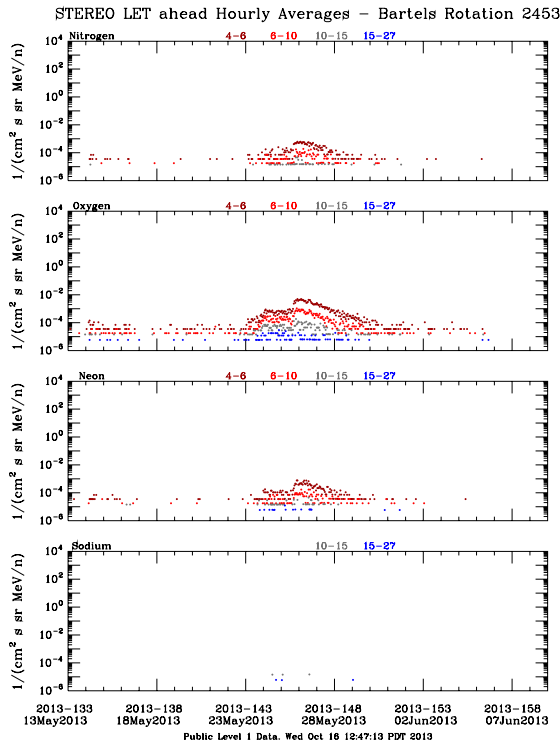 STEREO LET ahead Hourly Averages - Bartels Rotation 2453
Nitrogen 4-6 6-10 10-15 15-27
10^4
10^2
10^0
10^-2
10^-4
10^-6
1/(cm^2 s sr MeV/n)
Oxygen 4-6 6-10 10-15 15-27
10^4
10^2
10^0
10^-2
10^-4
10^-6
1/(cm^2 s sr MeV/n)
Neon 4-6 6-10 10-15 15-27
10^4
10^2
10^0
10^-2
10^-4
10^-6
1/(cm^2 s sr MeV/n)
Sodium 10-15 15-27
10^4
10^2
10^0
10^-2
10^-4
10^-6
1/(cm^2 s sr MeV/n)
2013-133 2013-138 2013-143 2013-148 2013-153 2013-158
13May2013 18May2013 23May2013 28May2013 02Jun2013 07Jun2013
Public Level 1 Data, Wed Oct 16 12:47:13 PDT 2013